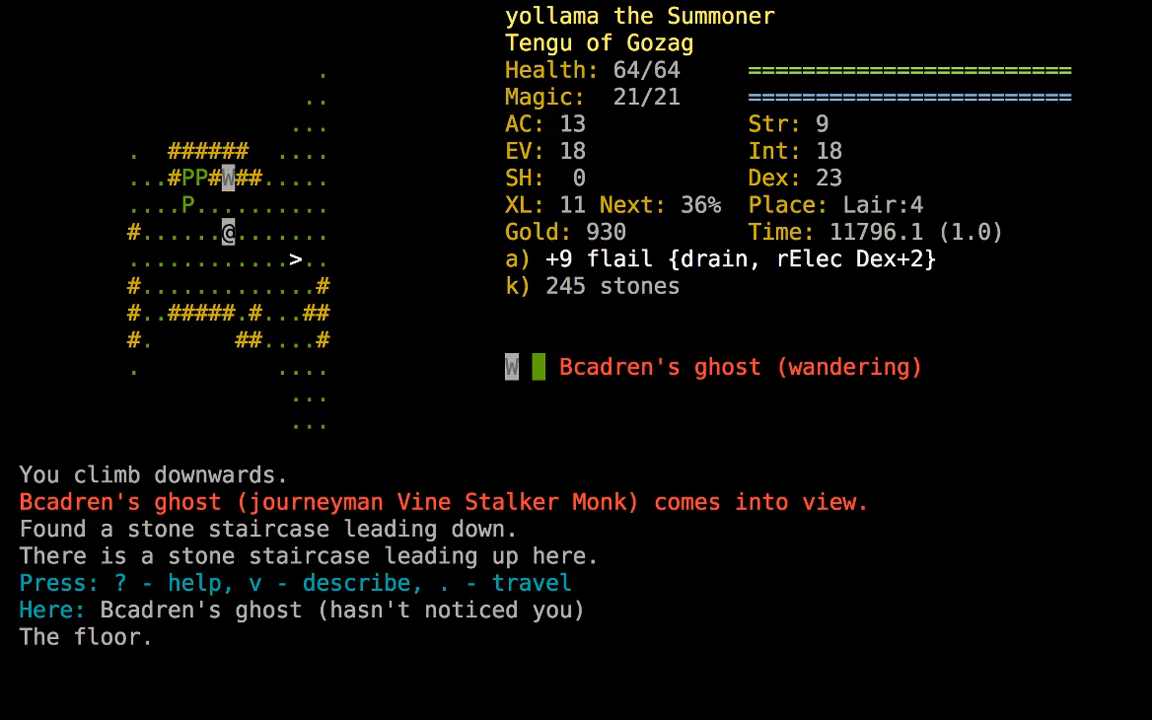 yollama the Summoner
Tengu of Gozag
. Health: 64/64 ========================
.. Magic: 21/21 ========================
... AC: 13 Str: 9
. ###### .... EV: 18 Int: 18
...#PP#W##..... SH: 0 Dex: 23
....P.......... XL: 11 Next: 36% Place: Lair:4
#......@....... Gold: 930 Time: 11796.1 (1.0)
............>.. a) +9 flail {drain, rElec Dex+2}
#.............# k) 245 stones
#..#####.#...##
#. ##....#
. .... W Bcadren's ghost (wandering)
...
...
You climb downwards.
Bcadren's ghost (journeyman Vine Stalker Monk) comes into view.
Found a stone staircase leading down.
There is a stone staircase leading up here.
Press: ? - help, v - describe, . - travel
Here: Bcadren's ghost (hasn't noticed you)
The floor.